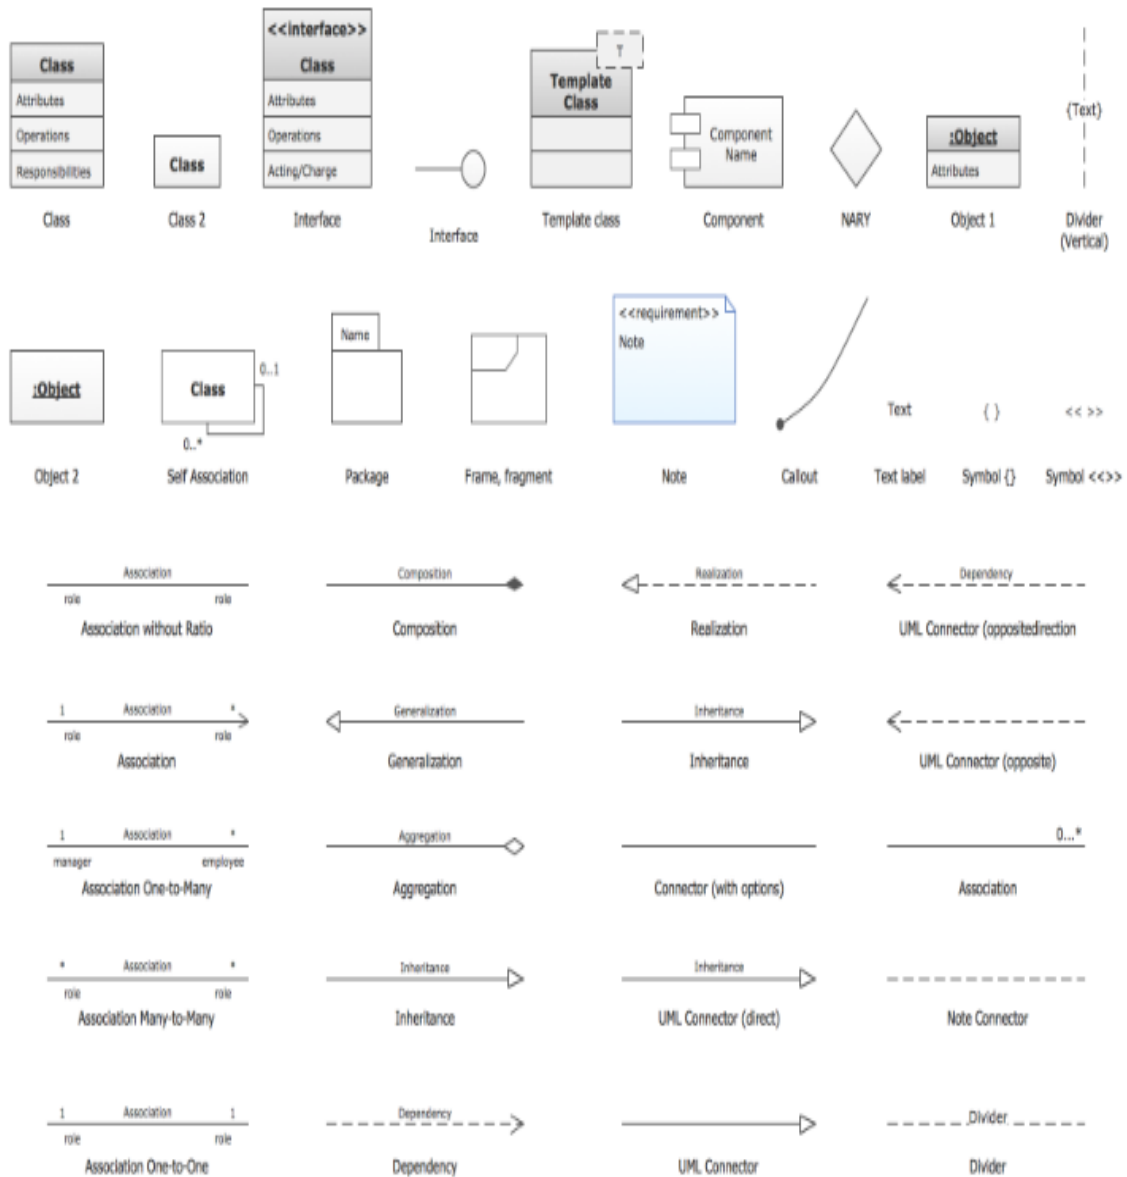 Class
Attributes
Operations
Responsibilities
Class
Class
Class 2
<<interface>>
Class
Attributes
Operations
Acting/Charge
Interface
Interface
T
Template
Class
Template class
Component
Name
Component
NARY
:Object
Attributes
Object 1
{Text}
Divider
(Vertical)
:Object
Object 2
Class
0..1
0..*
Self Association
Name
Package
Frame, fragment
<<requirement>>
Note
Note
Callout
Text
Text label
{ }
Symbol {}
<< >>
Symbol <<>>
Association
role role
Association without Ratio
Composition
Composition
Realization
Realization
Dependency
UML Connector (oppositedirection
1 Association *
role role
Association
Generalization
Generalization
Inheritance
Inheritance
UML Connector (opposite)
1 Association *
manager employee
Association One-to-Many
Aggregation
Aggregation
Connector (with options)
0...*
Association
* Association *
role role
Association Many-to-Many
Inheritance
Inheritance
Inheritance
UML Connector (direct)
Note Connector
1 Association 1
role role
Association One-to-One
Dependency
Dependency
UML Connector
Divider
Divider